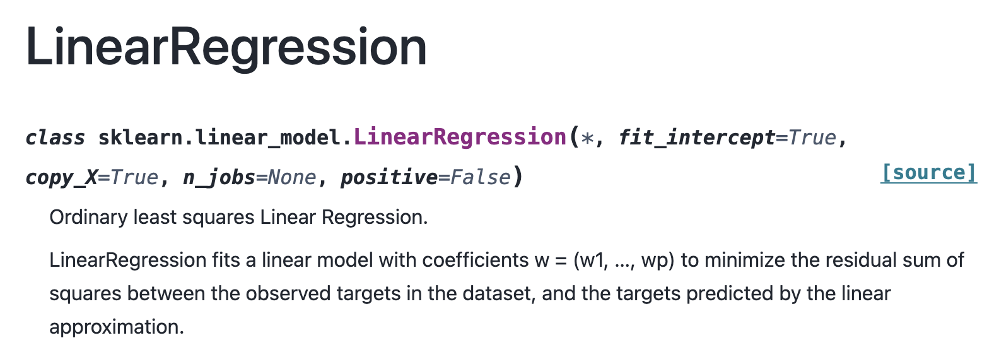 LinearRegression
class sklearn.linear_model.LinearRegression(*, fit_intercept=True,
copy_X=True, n_jobs=None, positive=False)
[source]
Ordinary least squares Linear Regression.
LinearRegression fits a linear model with coefficients w = (w1, …, wp) to minimize the residual sum of
squares between the observed targets in the dataset, and the targets predicted by the linear
approximation.